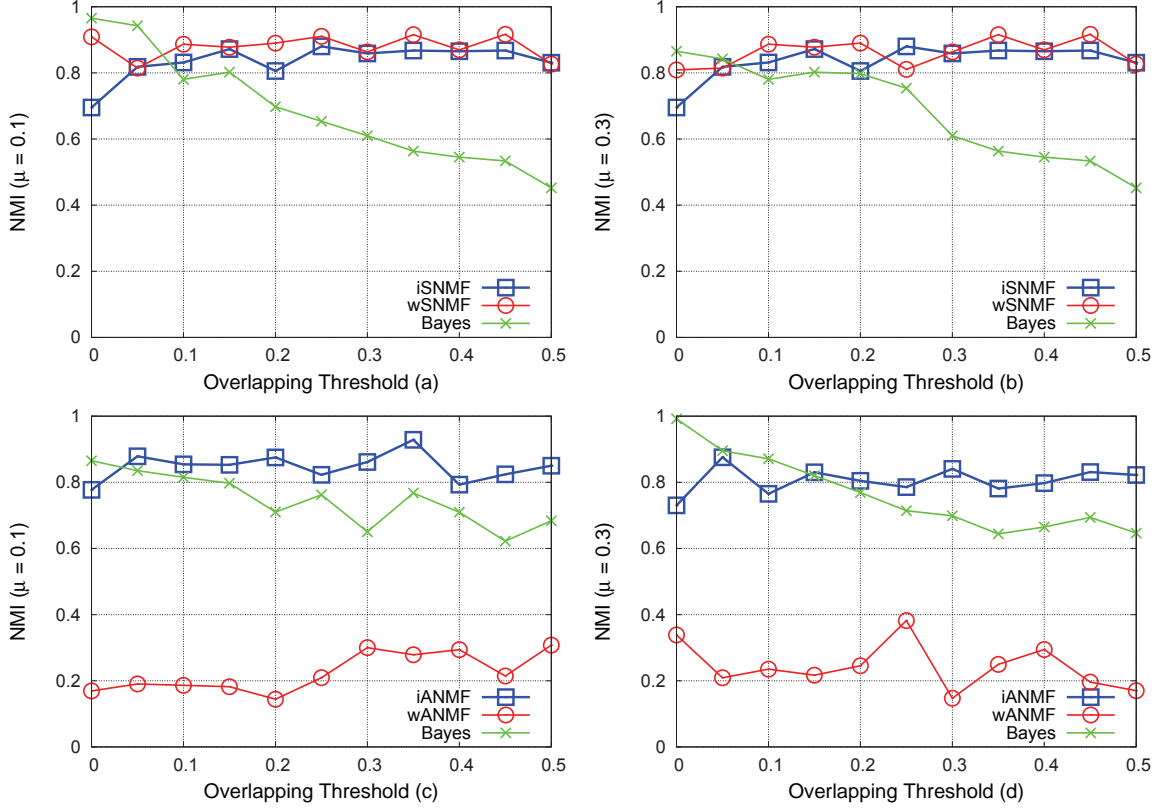 1
0.8
0.6
0.4
0.2
0
NMI (μ = 0.1)
iSNMF
wSNMF
Bayes
0 0.1 0.2 0.3 0.4 0.5
Overlapping Threshold (a)
1
0.8
0.6
0.4
0.2
0
NMI (μ = 0.3)
iSNMF
wSNMF
Bayes
0 0.1 0.2 0.3 0.4 0.5
Overlapping Threshold (b)
1
0.8
0.6
0.4
0.2
0
NMI (μ = 0.1)
iANMF
wANMF
Bayes
0 0.1 0.2 0.3 0.4 0.5
Overlapping Threshold (c)
1
0.8
0.6
0.4
0.2
0
NMI (μ = 0.3)
iANMF
wANMF
Bayes
0 0.1 0.2 0.3 0.4 0.5
Overlapping Threshold (d)